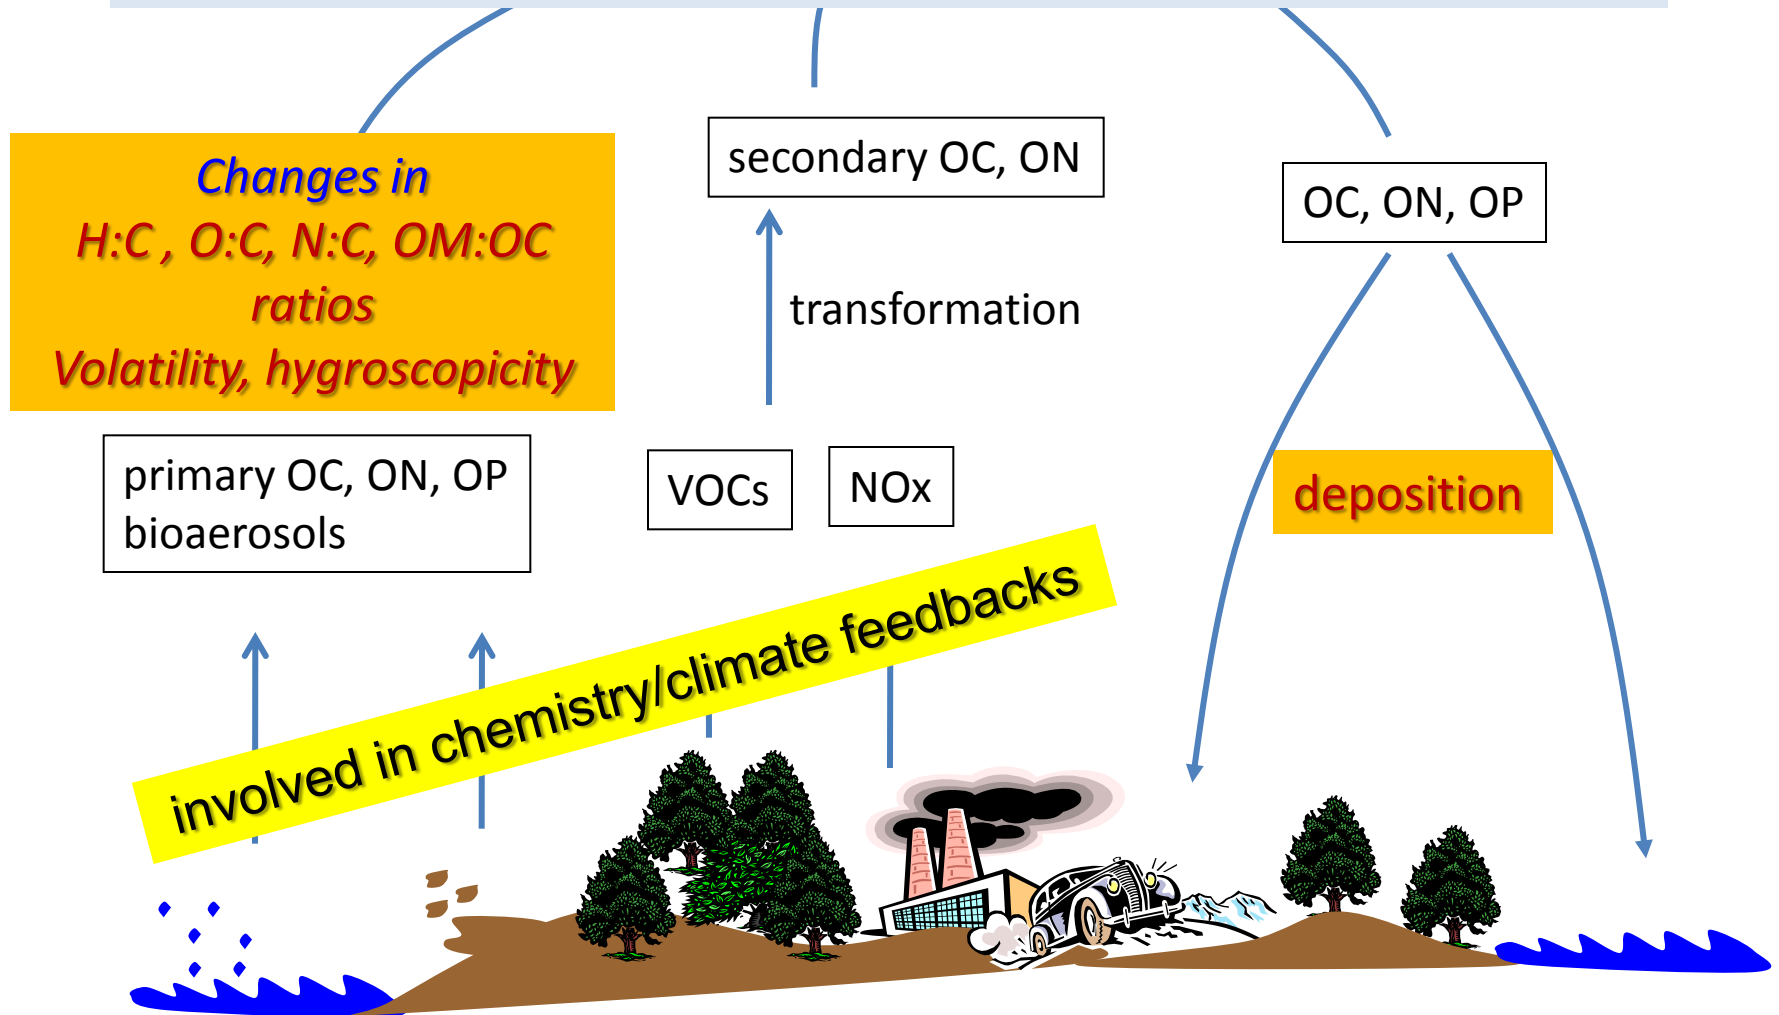 Changes in
H:C , O:C, N:C, OM:OC
ratios
Volatility, hygroscopicity
secondary OC, ON
OC, ON, OP
transformation
primary OC, ON, OP
bioaerosols
VOCs
NOx
deposition
involved in chemistry/climate feedbacks